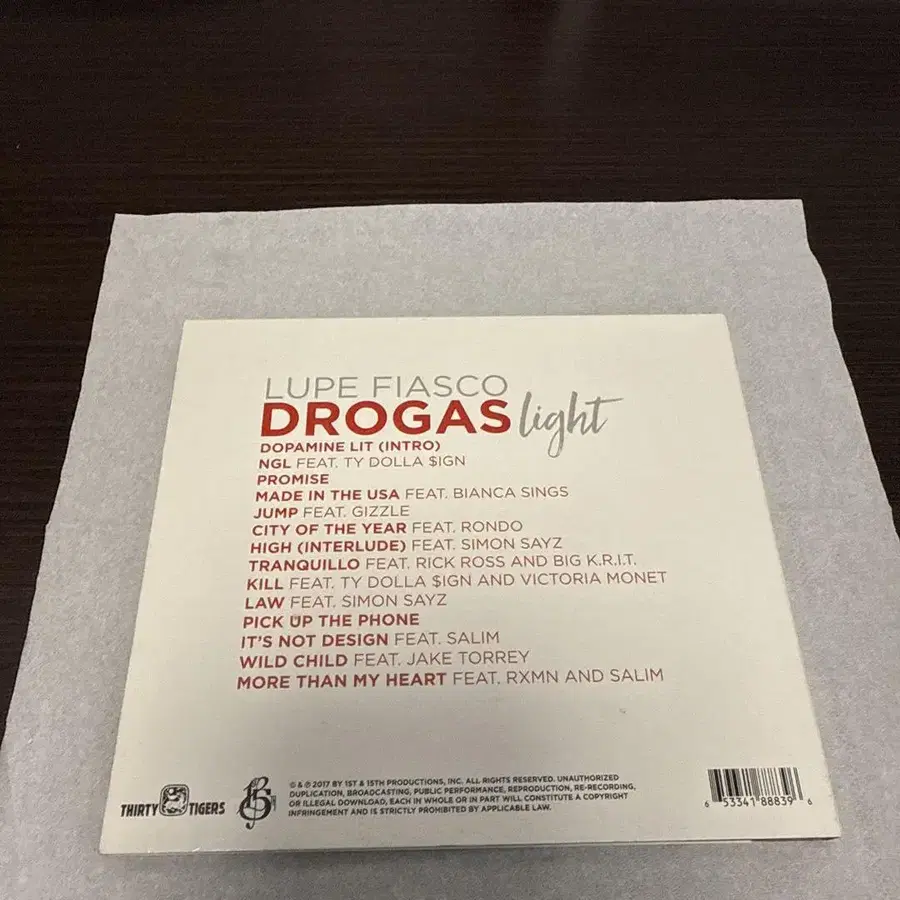 LUPE FIASCO
DROGAS light
DOPAMINE LIT (INTRO)
NGL FEAT. TY DOLLA $IGN
PROMISE
MADE IN THE USA FEAT. BIANCA SINGS
JUMP FEAT. GIZZLE
CITY OF THE YEAR FEAT. RONDO
HIGH (INTERLUDE) FEAT. SIMON SAYZ
TRANQUILLO FEAT. RICK ROSS AND BIG K.R.I.T.
KILL FEAT. TY DOLLA $IGN AND VICTORIA MONET
LAW FEAT. SIMON SAYZ
PICK UP THE PHONE
IT'S NOT DESIGN FEAT. SALIM
WILD CHILD FEAT. JAKE TORREY
MORE THAN MY HEART FEAT. RXMN AND SALIM
THIRTY TIGERS
© & ℗ 2017 BY 1ST & 15TH PRODUCTIONS, INC. ALL RIGHTS RESERVED. UNAUTHORIZED
DUPLICATION, BROADCASTING, PUBLIC PERFORMANCE, REPRODUCTION, RE-RECORDING,
OR ILLEGAL DOWNLOAD, EACH IN WHOLE OR IN PART WILL CONSTITUTE A COPYRIGHT
INFRINGEMENT AND IS STRICTLY PROHIBITED BY APPLICABLE LAW.
6 53341 88839 6